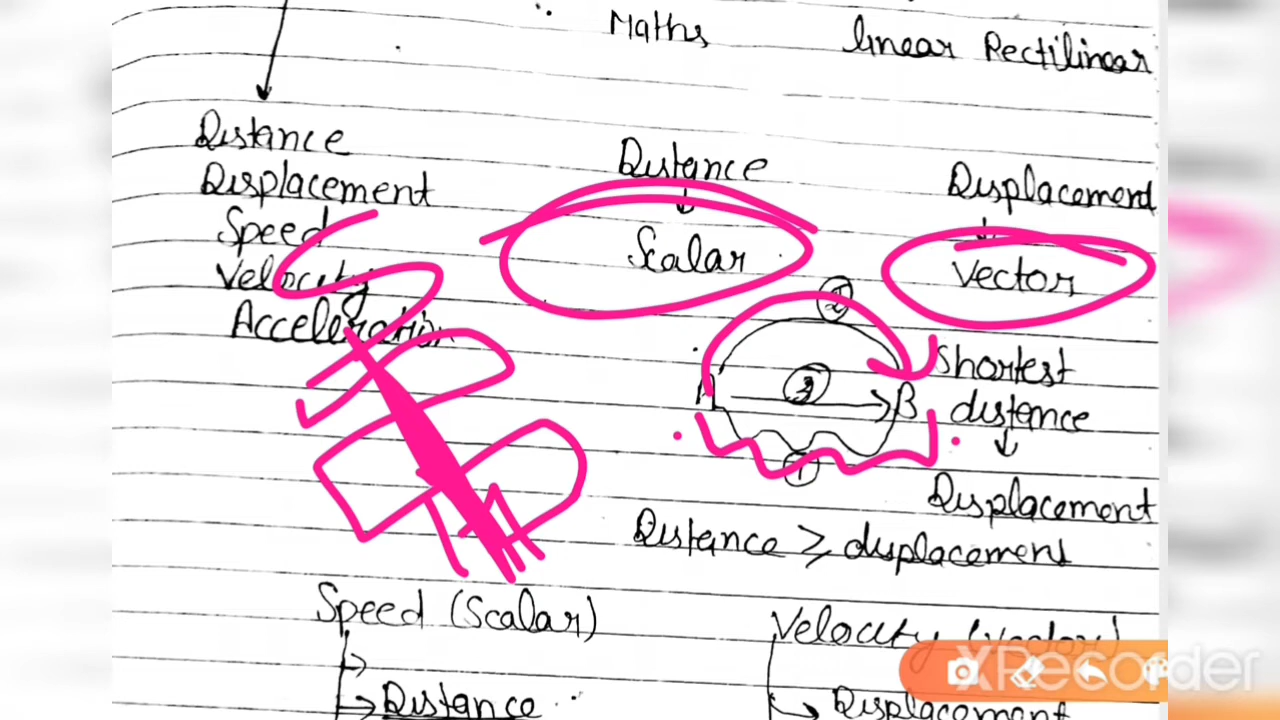 ∵ Maths linear Rectilinear
Distance
Displacement
Speed
Velocity
Acceleration
Distance
↓
Scalar
Displacement
↓
Vector
②
A ③ → B
①
Shortest
distance
↓
Displacement
Distance ≥ displacement
Speed (Scalar)
→ Distance
Velocity (Vector)
→ Displacement
XRecorder